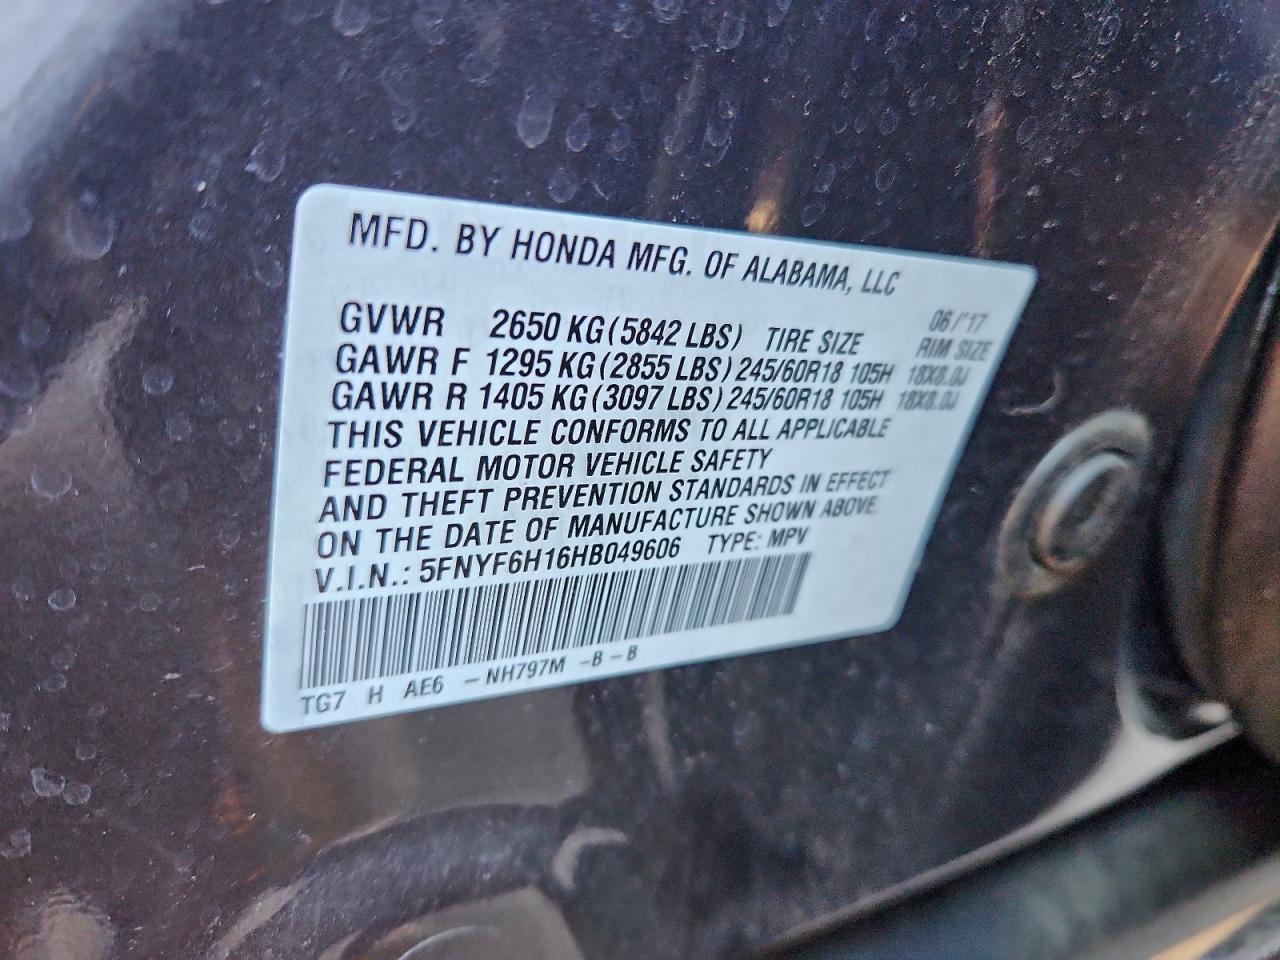 MFD. BY HONDA MFG. OF ALABAMA, LLC
06/'17
GVWR 2650 KG (5842 LBS) TIRE SIZE RIM SIZE
GAWR F 1295 KG (2855 LBS) 245/60R18 105H 18X8.0J
GAWR R 1405 KG (3097 LBS) 245/60R18 105H 18X8.0J
THIS VEHICLE CONFORMS TO ALL APPLICABLE
FEDERAL MOTOR VEHICLE SAFETY
AND THEFT PREVENTION STANDARDS IN EFFECT
ON THE DATE OF MANUFACTURE SHOWN ABOVE.
V.I.N.: 5FNYF6H16HB049606 TYPE: MPV
TG7 H AE6 - NH797M -B - B